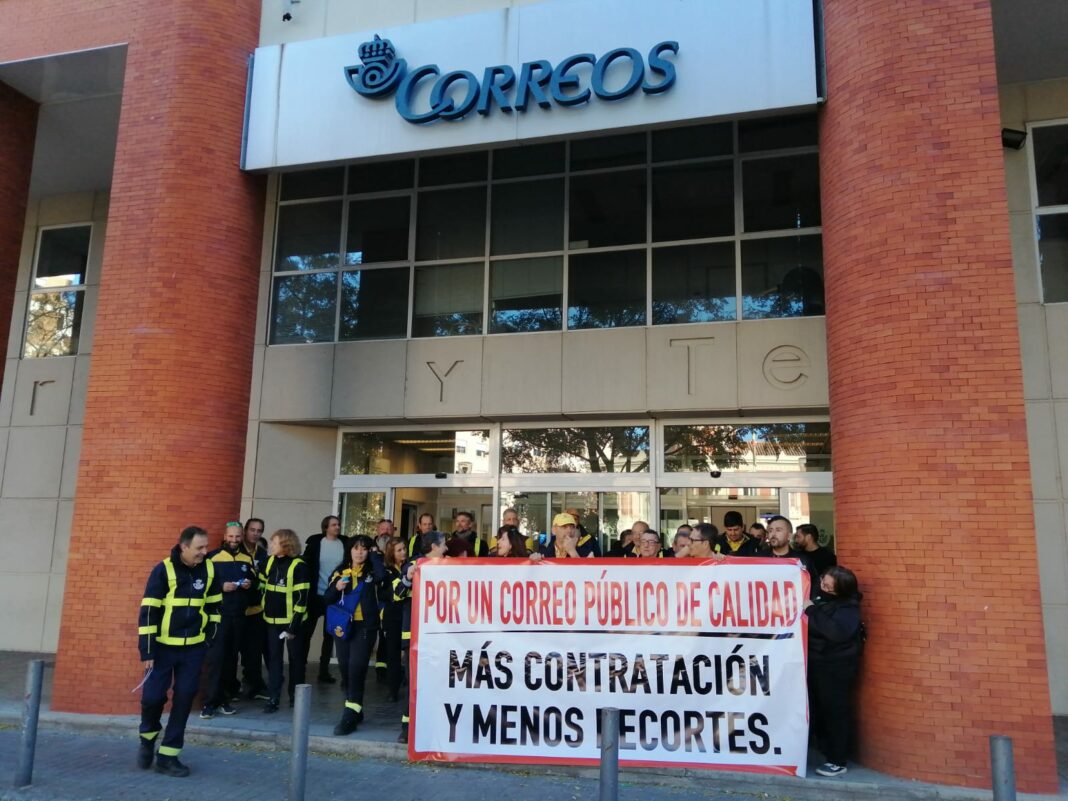 CORREOS
r y T e
POR UN CORREO PÚBLICO DE CALIDAD
MÁS CONTRATACIÓN
Y MENOS RECORTES.